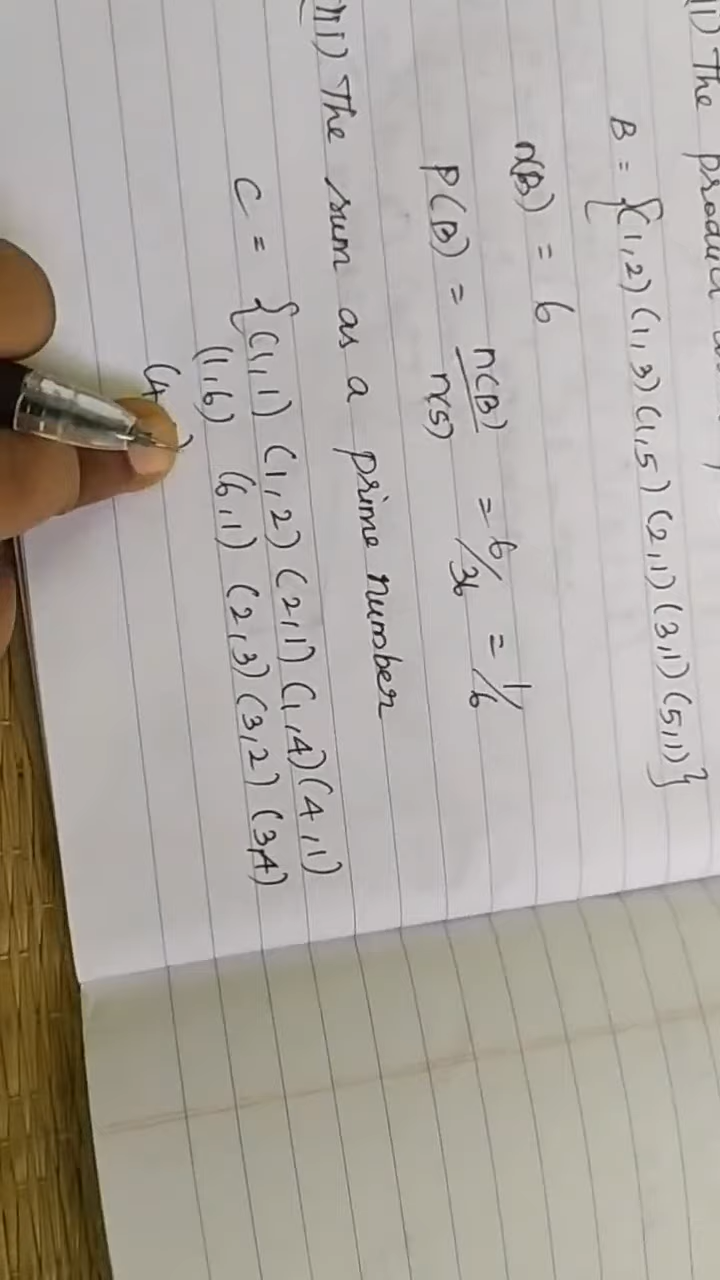 ii) The product
B = {(1,2)(1,3)(1,5)(2,1)(3,1)(5,1)}
n(B) = 6
P(B) = n(B)/n(S) = 6/36 = 1/6
iii) The sum as a prime number
C = {(1,1)(1,2)(2,1)(1,4)(4,1)
(1,6) (6,1) (2,3)(3,2)(3,4)
(4